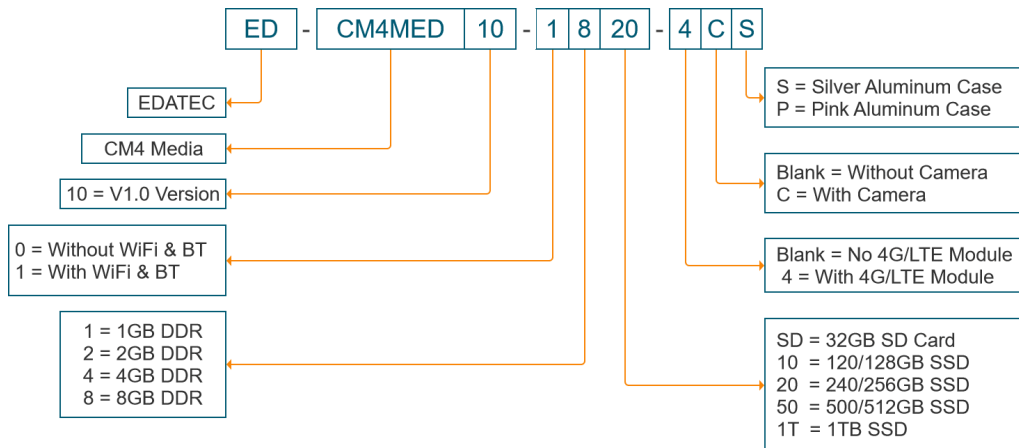 ED - CM4MED 10 - 1 8 20 - 4 C S
EDATEC
CM4 Media
10 = V1.0 Version
0 = Without WiFi & BT
1 = With WiFi & BT
1 = 1GB DDR
2 = 2GB DDR
4 = 4GB DDR
8 = 8GB DDR
S = Silver Aluminum Case
P = Pink Aluminum Case
Blank = Without Camera
C = With Camera
Blank = No 4G/LTE Module
4 = With 4G/LTE Module
SD = 32GB SD Card
10 = 120/128GB SSD
20 = 240/256GB SSD
50 = 500/512GB SSD
1T = 1TB SSD